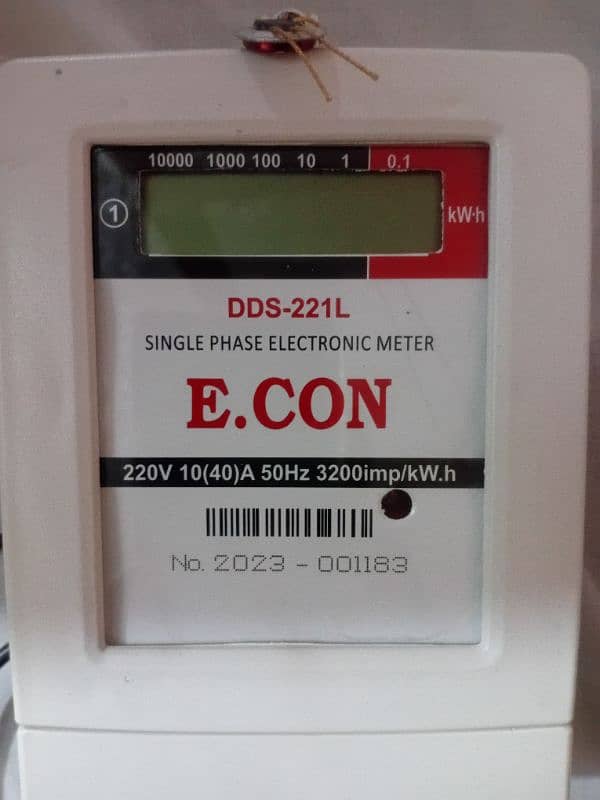 10000 1000 100 10 1 0.1
① kW·h
DDS-221L
SINGLE PHASE ELECTRONIC METER
E.CON
220V 10(40)A 50Hz 3200imp/kW.h
No. 2023 - 001183